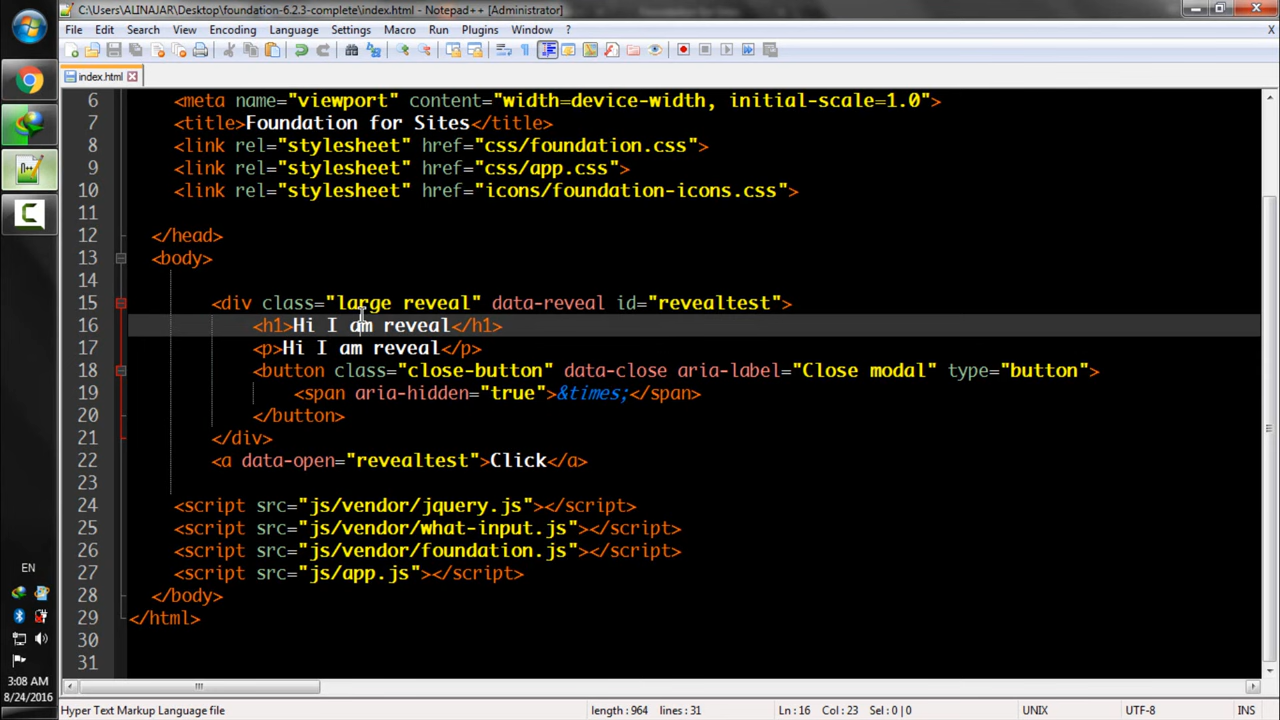 C:\Users\ALINAJAR\Desktop\foundation-6.2.3-complete\index.html - Notepad++ [Administrator]
File Edit Search View Encoding Language Settings Macro Run Plugins Window ? X
index.html
6 <meta name="viewport" content="width=device-width, initial-scale=1.0">
7 <title>Foundation for Sites</title>
8 <link rel="stylesheet" href="css/foundation.css">
9 <link rel="stylesheet" href="css/app.css">
10 <link rel="stylesheet" href="icons/foundation-icons.css">
11
12 </head>
13 <body>
14
15 <div class="large reveal" data-reveal id="revealtest">
16 <h1>Hi I am reveal</h1>
17 <p>Hi I am reveal</p>
18 <button class="close-button" data-close aria-label="Close modal" type="button">
19 <span aria-hidden="true">&times;</span>
20 </button>
21 </div>
22 <a data-open="revealtest">Click</a>
23
24 <script src="js/vendor/jquery.js"></script>
25 <script src="js/vendor/what-input.js"></script>
26 <script src="js/vendor/foundation.js"></script>
27 <script src="js/app.js"></script>
28 </body>
29 </html>
30
31
EN
3:08 AM
8/24/2016
Hyper Text Markup Language file length : 964 lines : 31 Ln : 16 Col : 23 Sel : 0 | 0 UNIX UTF-8 INS